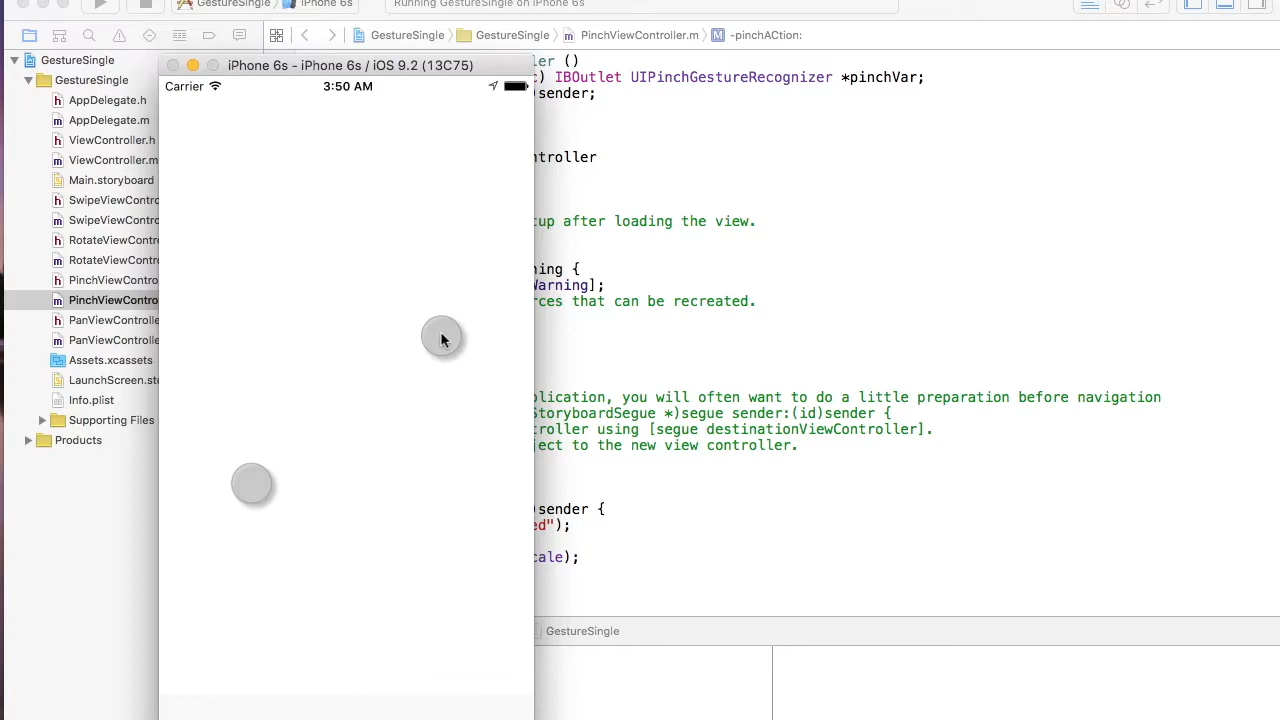 GestureSingle iPhone 6s Running GestureSingle on iPhone 6s
GestureSingle GestureSingle PinchViewController.m M -pinchACtion:
GestureSingle
GestureSingle
h AppDelegate.h
m AppDelegate.m
h ViewController.h
m ViewController.m
Main.storyboard
h SwipeViewContro
m SwipeViewContro
h RotateViewContro
m RotateViewContro
h PinchViewContro
m PinchViewContro
h PanViewControlle
m PanViewControlle
Assets.xcassets
LaunchScreen.sto
Info.plist
Supporting Files
Products
iPhone 6s - iPhone 6s / iOS 9.2 (13C75)
Carrier 3:50 AM
ler ()
c) IBOutlet UIPinchGestureRecognizer *pinchVar;
)sender;
ntroller
tup after loading the view.
ning {
Warning];
rces that can be recreated.
plication, you will often want to do a little preparation before navigation
StoryboardSegue *)segue sender:(id)sender {
troller using [segue destinationViewController].
ject to the new view controller.
)sender {
ed");
cale);
GestureSingle